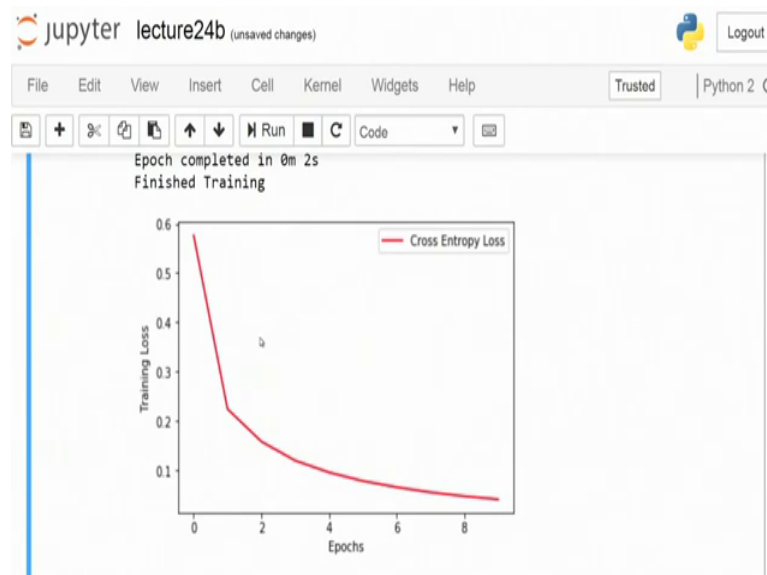 jupyter lecture24b (unsaved changes) Logout
File Edit View Insert Cell Kernel Widgets Help Trusted Python 2
Run Code
Epoch completed in 0m 2s
Finished Training
Cross Entropy Loss
0.6
0.5
0.4
0.3
0.2
0.1
Training Loss
0 2 4 6 8
Epochs